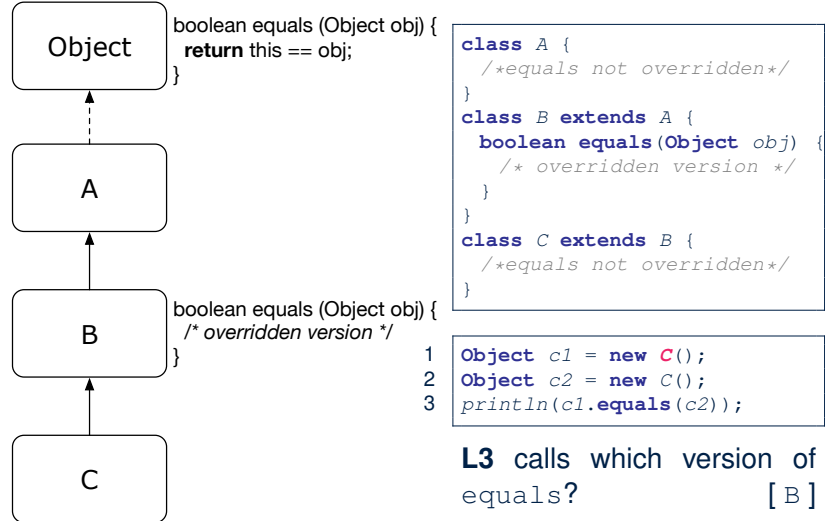 Object
boolean equals (Object obj) {
return this == obj;
}
A
B
boolean equals (Object obj) {
/* overridden version */
}
C
class A {
/*equals not overridden*/
}
class B extends A {
boolean equals(Object obj) {
/* overridden version */
}
}
class C extends B {
/*equals not overridden*/
}
1 Object c1 = new C();
2 Object c2 = new C();
3 println(c1.equals(c2));
L3 calls which version of
equals? [ B ]